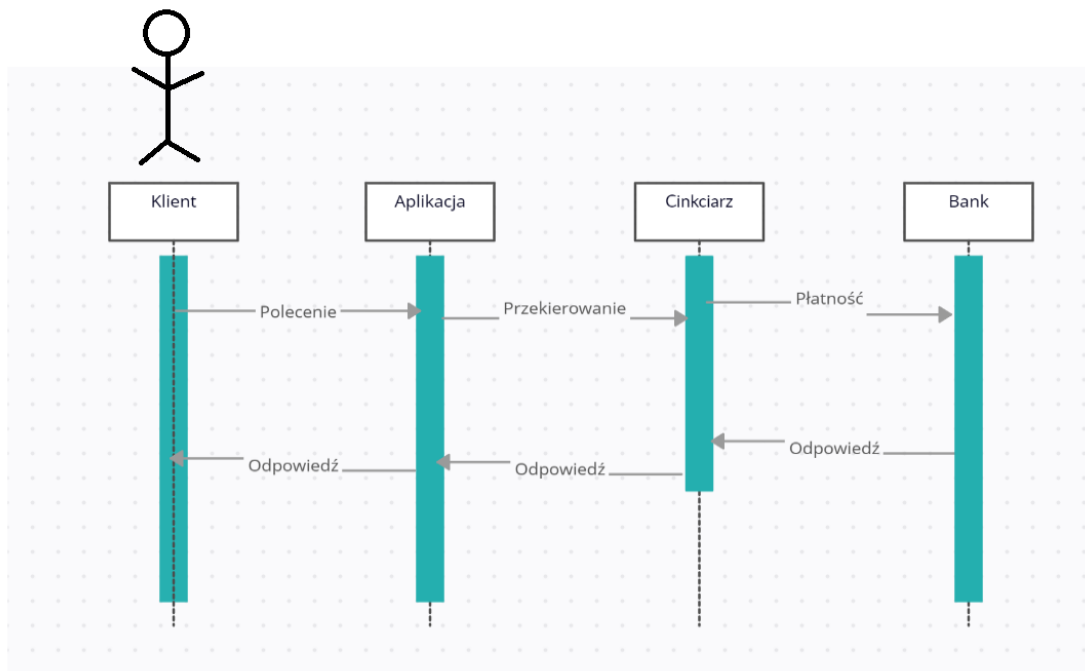 Klient
Aplikacja
Cinkciarz
Bank
Polecenie
Przekierowanie
Płatność
Odpowiedź
Odpowiedź
Odpowiedź